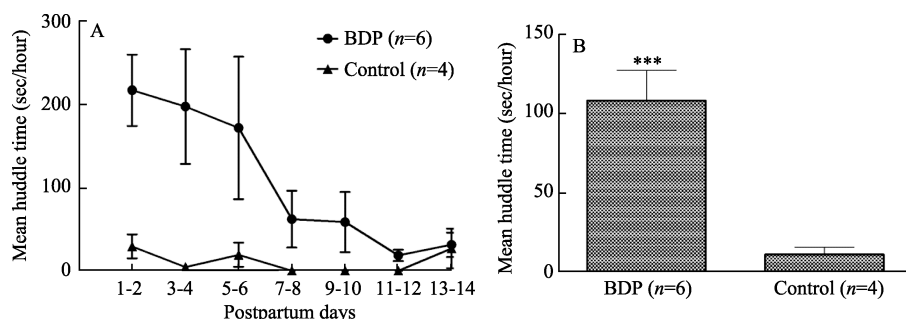 A
Mean huddle time (sec/hour)
300
200
100
0
BDP (n=6)
Control (n=4)
1-2 3-4 5-6 7-8 9-10 11-12 13-14
Postpartum days
B
Mean huddle time (sec/hour)
150
100
50
0
***
BDP (n=6) Control (n=4)